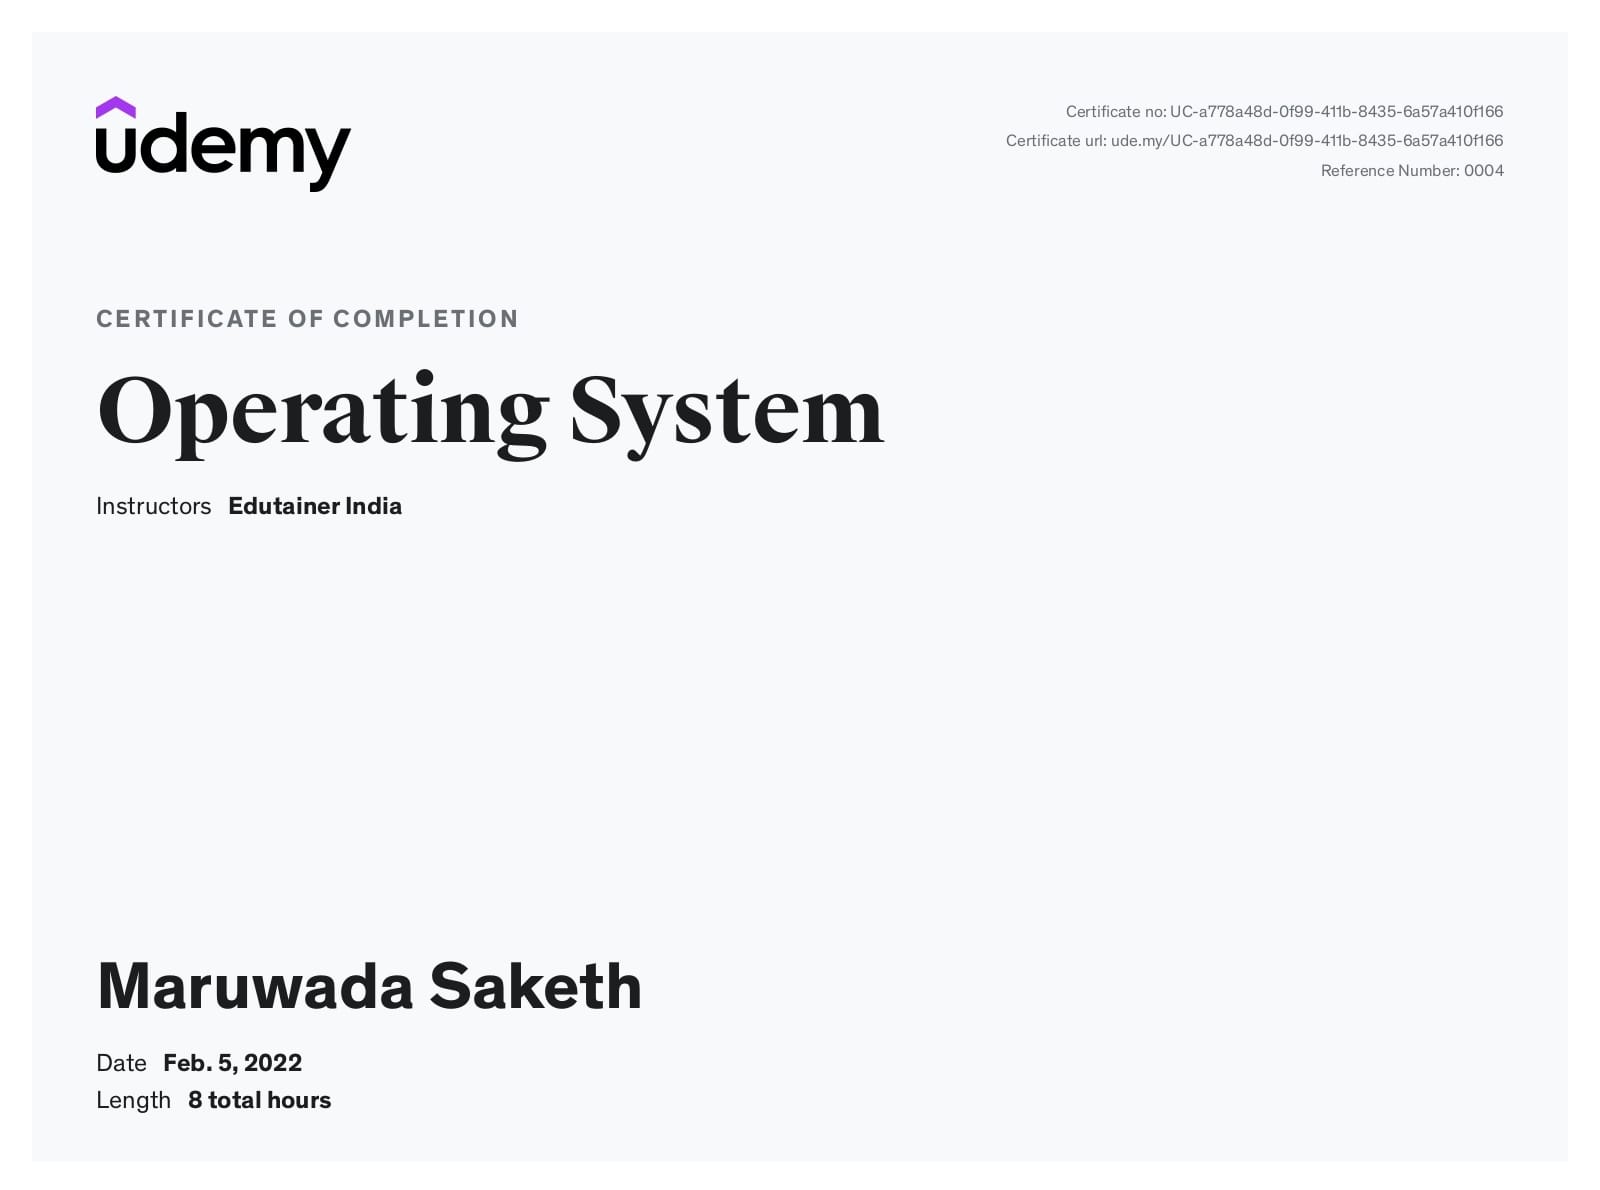 udemy
Certificate no: UC-a778a48d-0f99-411b-8435-6a57a410f166
Certificate url: ude.my/UC-a778a48d-0f99-411b-8435-6a57a410f166
Reference Number: 0004
CERTIFICATE OF COMPLETION
Operating System
Instructors Edutainer India
Maruwada Saketh
Date Feb. 5, 2022
Length 8 total hours